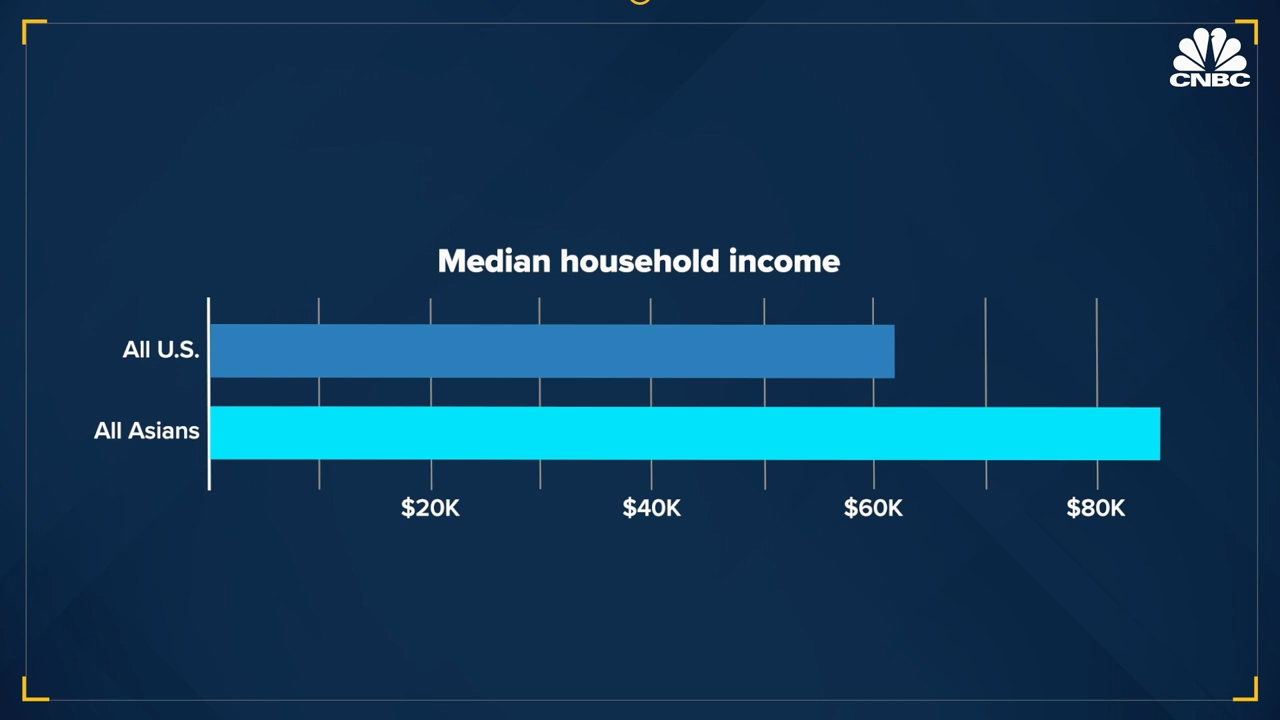 CNBC
Median household income
All U.S.
All Asians
$20K $40K $60K $80K